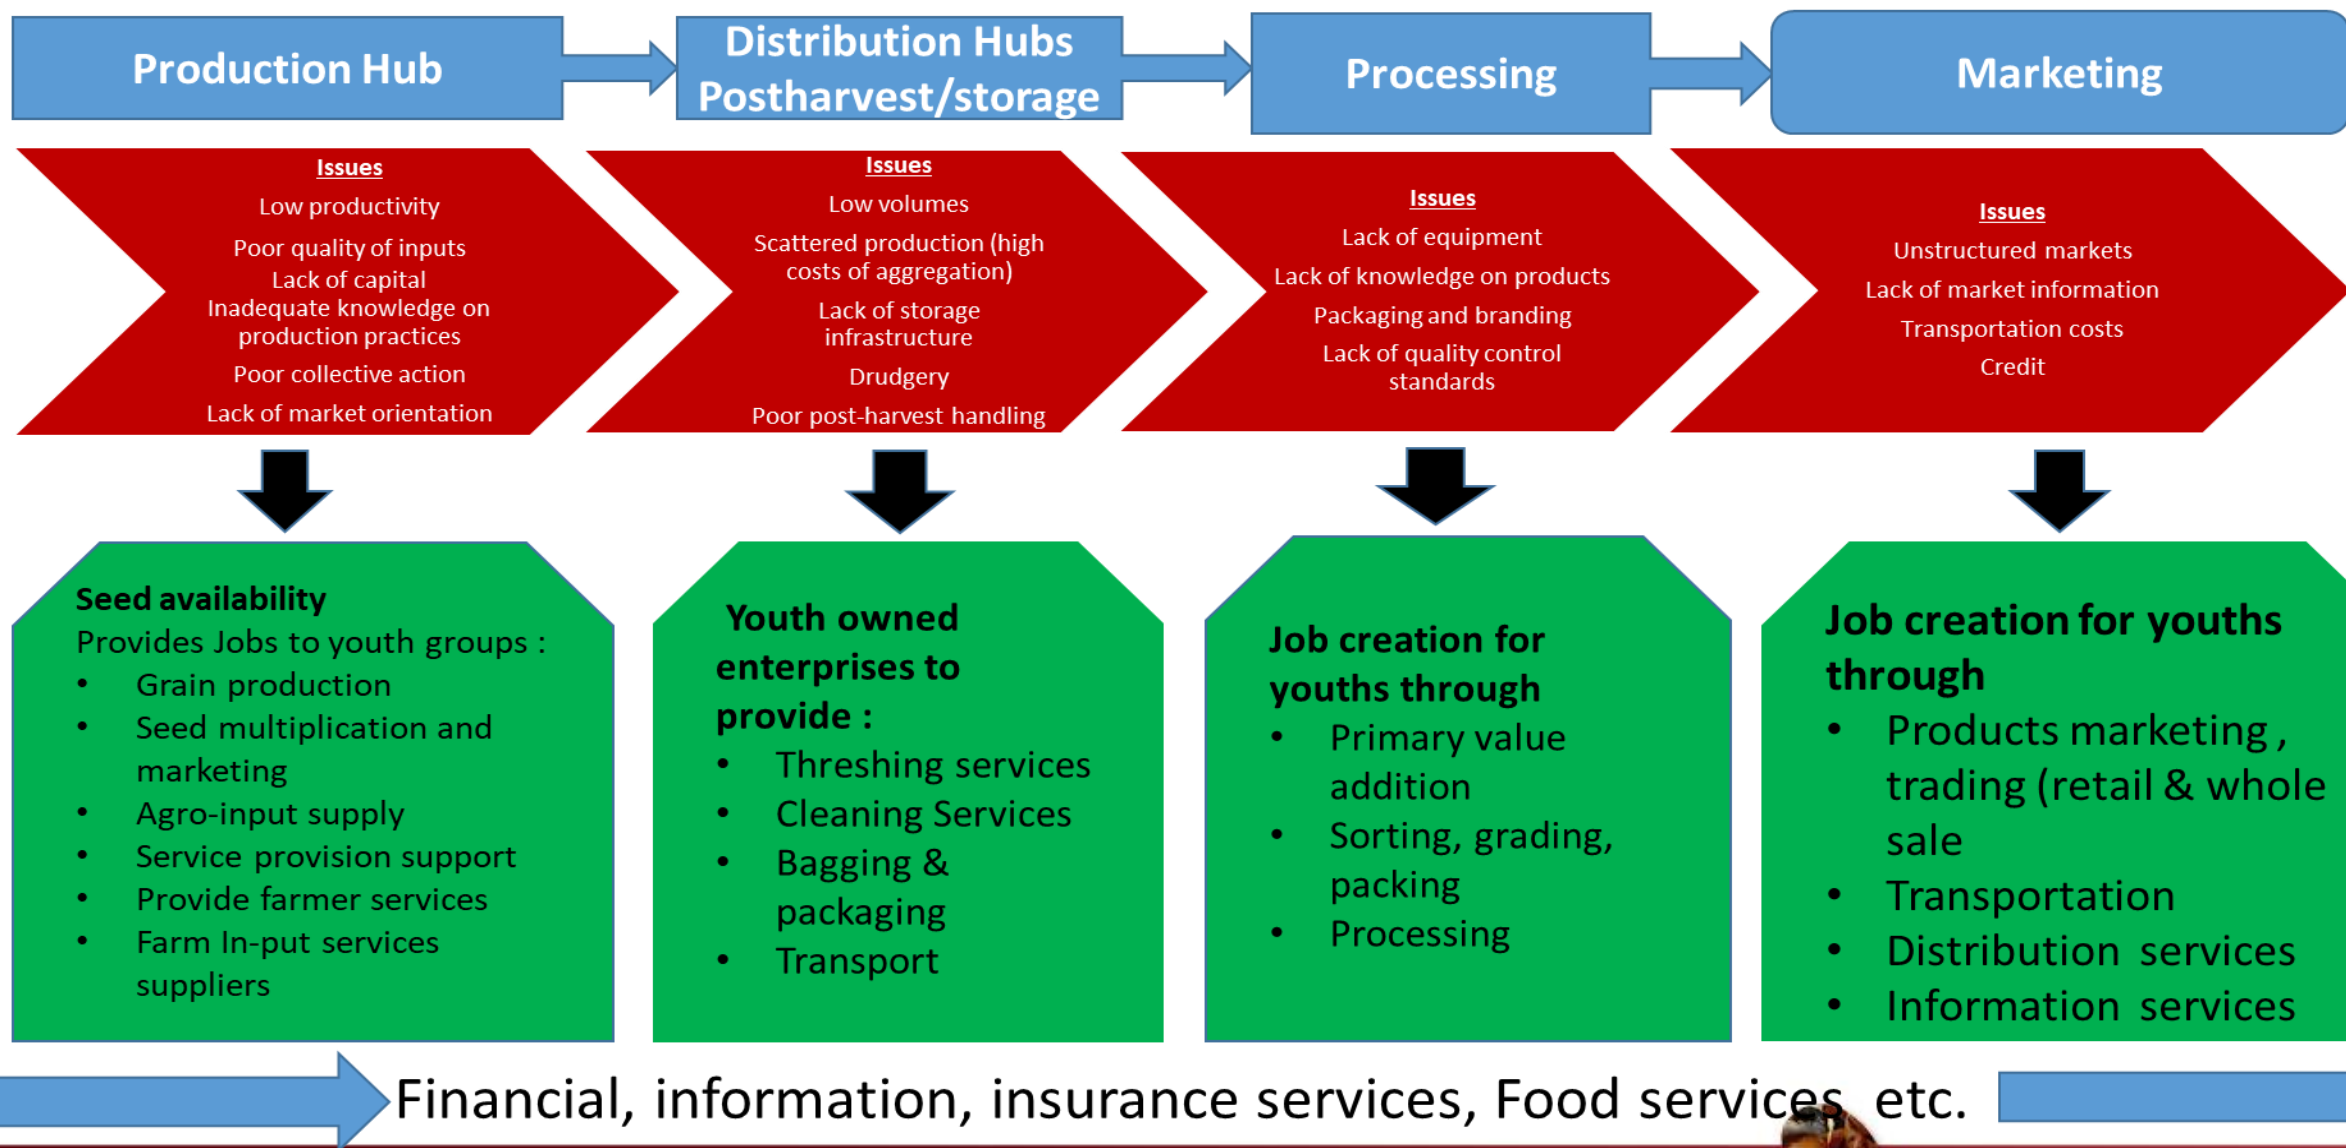 Production Hub
Distribution Hubs
Postharvest/storage
Processing
Marketing
Issues
Low productivity
Poor quality of inputs
Lack of capital
Inadequate knowledge on
production practices
Poor collective action
Lack of market orientation
Issues
Low volumes
Scattered production (high
costs of aggregation)
Lack of storage
infrastructure
Drudgery
Poor post-harvest handling
Issues
Lack of equipment
Lack of knowledge on products
Packaging and branding
Lack of quality control
standards
Issues
Unstructured markets
Lack of market information
Transportation costs
Credit
Seed availability
Provides Jobs to youth groups :
• Grain production
• Seed multiplication and
marketing
• Agro-input supply
• Service provision support
• Provide farmer services
• Farm In-put services
suppliers
Youth owned
enterprises to
provide :
• Threshing services
• Cleaning Services
• Bagging &
packaging
• Transport
Job creation for
youths through
• Primary value
addition
• Sorting, grading,
packing
• Processing
Job creation for youths
through
• Products marketing ,
trading (retail & whole
sale
• Transportation
• Distribution services
• Information services
Financial, information, insurance services, Food services etc.